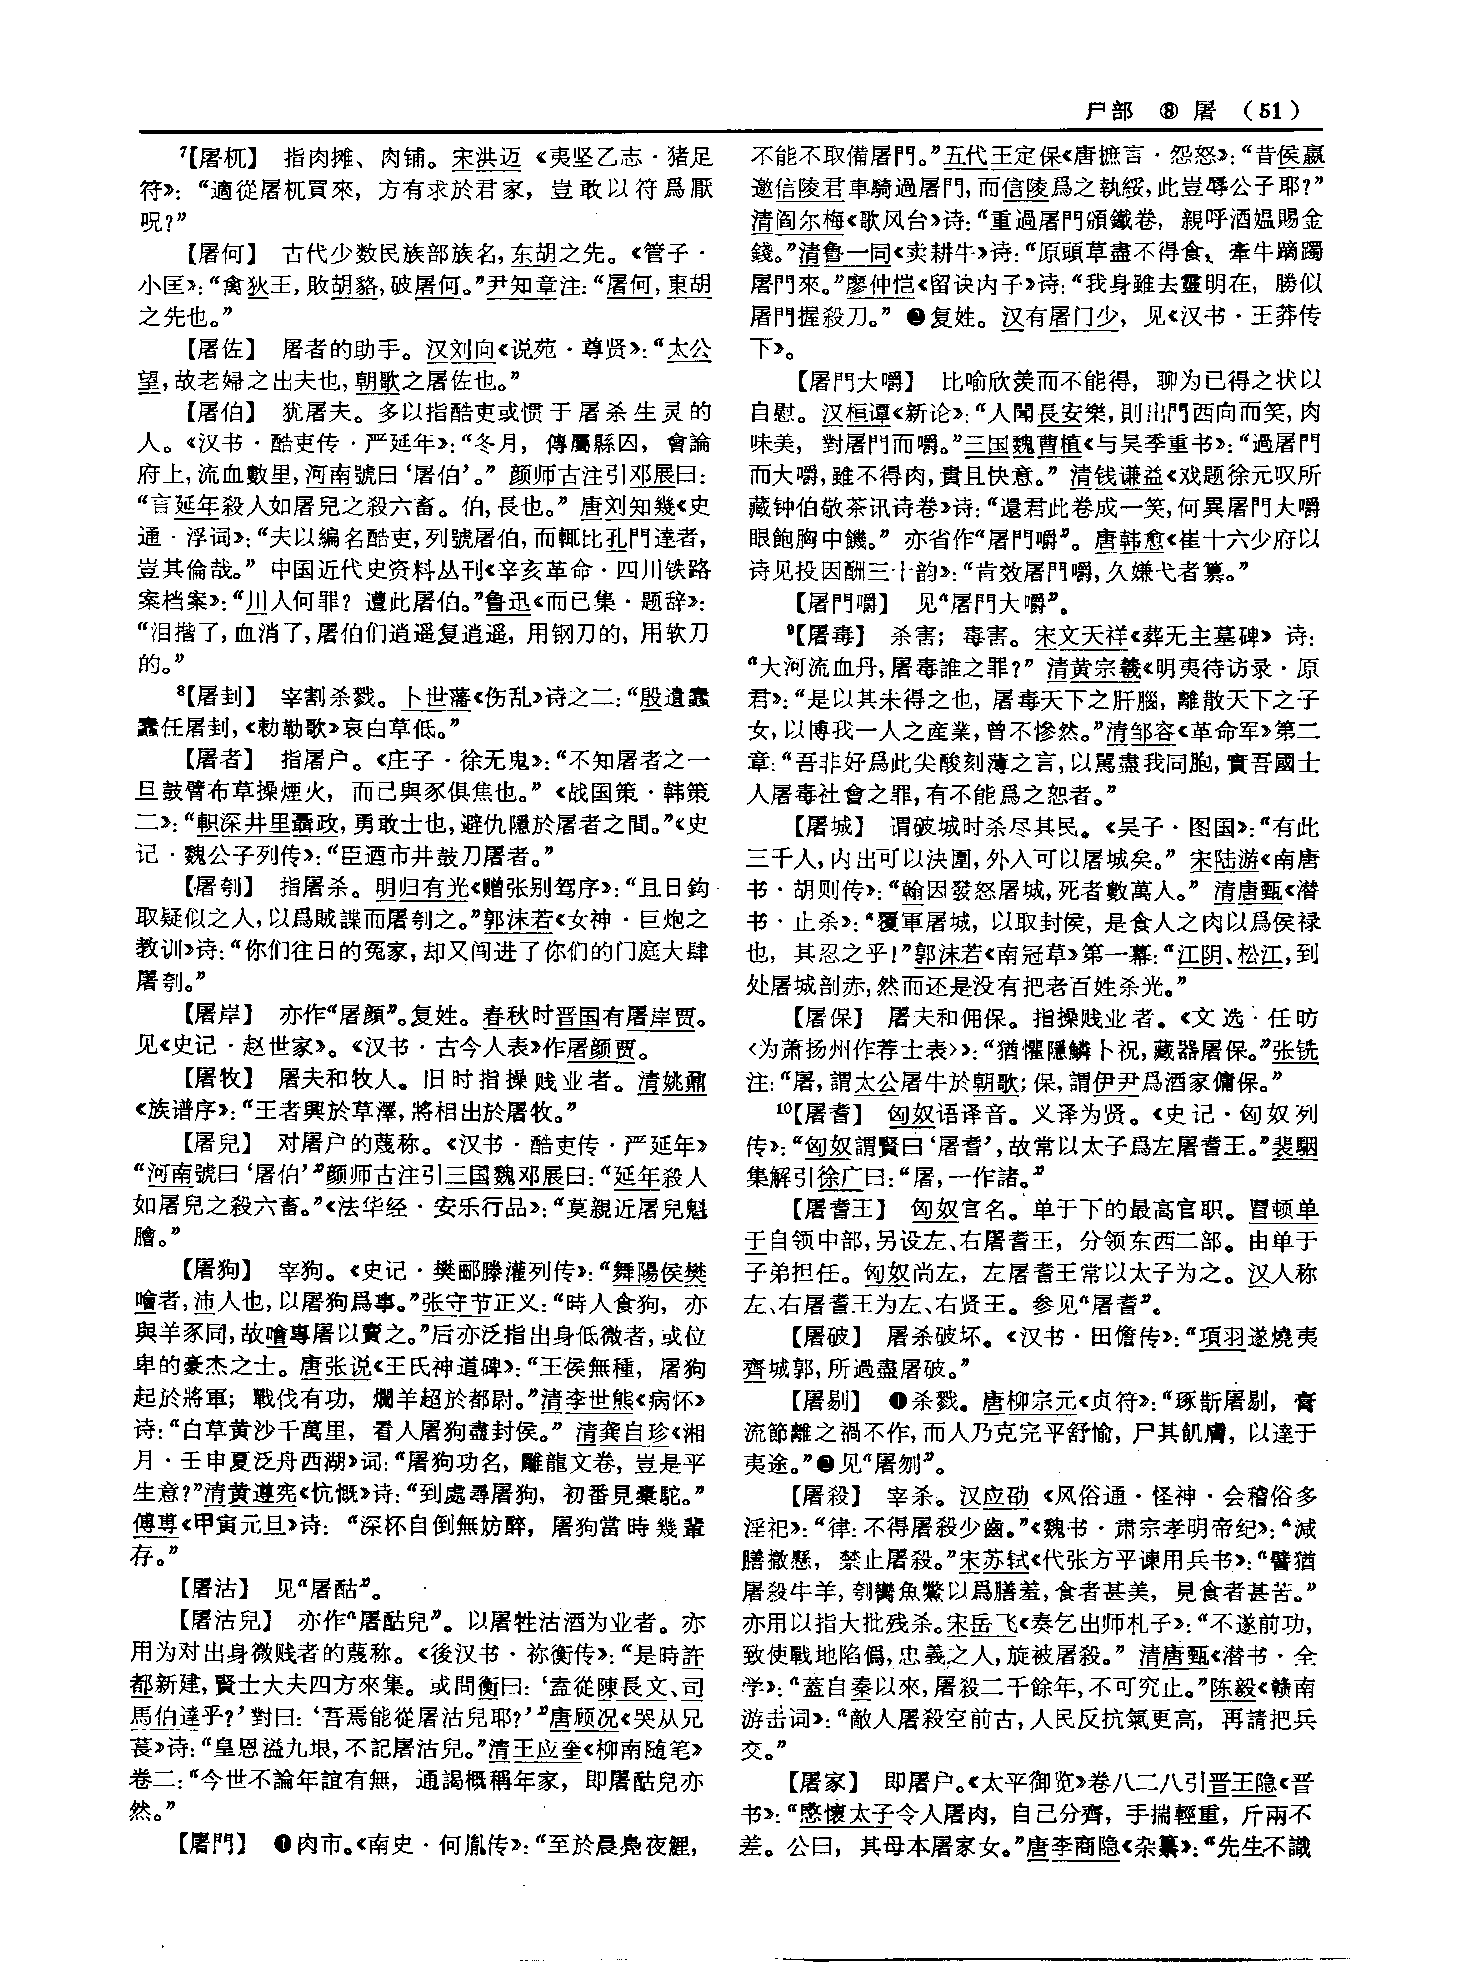 户部 ⑧ 屠 （51）
⁷【屠杌】 指肉摊、肉铺。宋洪迈《夷坚乙志·猪足
符》：“適從屠杌買來，方有求於君家，豈敢以符爲厭
呪？”
【屠何】 古代少数民族部族名，东胡之先。《管子·
小匡》：“禽狄王，敗胡貉，破屠何。”尹知章注：“屠何，東胡
之先也。”
【屠佐】 屠者的助手。汉刘向《说苑·尊贤》：“太公
望，故老婦之出夫也，朝歌之屠佐也。”
【屠伯】 犹屠夫。多以指酷吏或惯于屠杀生灵的
人。《汉书·酷吏传·严延年》：“冬月，傳屬縣囚，會論
府上，流血數里，河南號曰‘屠伯’。”颜师古注引邓展曰：
“言延年殺人如屠兒之殺六畜。伯，長也。”唐刘知幾《史
通·浮词》：“夫以编名酷吏，列號屠伯，而輒比孔門達者，
豈其倫哉。”中国近代史资料丛刊《辛亥革命·四川铁路
案档案》：“川人何罪？遭此屠伯。”鲁迅《而已集·题辞》：
“泪揩了，血消了，屠伯们逍遥复逍遥，用钢刀的，用软刀
的。”
⁸【屠刲】 宰割杀戮。卜世藩《伤乱》诗之二：“殷遺蠢
蠢任屠刲，《勅勒歌》哀白草低。”
【屠者】 指屠户。《庄子·徐无鬼》：“不知屠者之一
旦鼓臂布草操煙火，而己與豕俱焦也。”《战国策·韩策
二》：“軹深井里聶政，勇敢士也，避仇隱於屠者之間。”《史
记·魏公子列传》：“臣迺市井鼓刀屠者。”
【屠刳】 指屠杀。明归有光《赠张别驾序》：“且日鈎
取疑似之人，以爲賊諜而屠刳之。”郭沫若《女神·巨炮之
教训》诗：“你们往日的冤家，却又闯进了你们的门庭大肆
屠刳。”
【屠岸】 亦作“屠顔”。复姓。春秋时晋国有屠岸贾。
见《史记·赵世家》。《汉书·古今人表》作屠颜贾。
【屠牧】 屠夫和牧人。旧时指操贱业者。清姚鼐
《族谱序》：“王者興於草澤，將相出於屠牧。”
【屠兒】 对屠户的蔑称。《汉书·酷吏传·严延年》
“河南號曰‘屠伯’”颜师古注引三国魏邓展曰：“延年殺人
如屠兒之殺六畜。”《法华经·安乐行品》：“莫親近屠兒魁
膾。”
【屠狗】 宰狗。《史记·樊郦滕灌列传》：“舞陽侯樊
噲者，沛人也，以屠狗爲事。”张守节正义：“時人食狗，亦
與羊豕同，故噲專屠以賣之。”后亦泛指出身低微者，或位
卑的豪杰之士。唐张说《王氏神道碑》：“王侯無種，屠狗
起於將軍；戰伐有功，爛羊超於都尉。”清李世熊《病怀》
诗：“白草黄沙千萬里，看人屠狗盡封侯。”清龚自珍《湘
月·壬申夏泛舟西湖》词：“屠狗功名，雕龍文卷，豈是平
生意？”清黄遵宪《忼慨》诗：“到處尋屠狗，初番見橐駝。”
傅尃《甲寅元旦》诗：“深杯自倒無妨醉，屠狗當時幾輩
存。”
【屠沽】 见“屠酤”。
【屠沽兒】 亦作“屠酤兒”。以屠牲沽酒为业者。亦
用为对出身微贱者的蔑称。《後汉书·祢衡传》：“是時許
都新建，賢士大夫四方來集。或問衡曰：‘盍從陳長文、司
馬伯達乎？’對曰：‘吾焉能從屠沽兒耶？’”唐顾况《哭从兄
苌》诗：“皇恩溢九垠，不記屠沽兒。”清王应奎《柳南随笔》
卷二：“今世不論年誼有無，通謁概稱年家，即屠酤兒亦
然。”
【屠門】 ❶肉市。《南史·何胤传》：“至於晨凫夜鯉，
不能不取備屠門。”五代王定保《唐摭言·怨怒》：“昔侯嬴
邀信陵君車騎過屠門，而信陵爲之執綏，此豈辱公子耶？”
清阎尔梅《歌风台》诗：“重過屠門頒鐵卷，親呼酒媪賜金
錢。”清鲁一同《卖耕牛》诗：“原頭草盡不得食，牽牛蹢躅
屠門來。”廖仲恺《留诀内子》诗：“我身雖去靈明在，勝似
屠門握殺刀。”❷复姓。汉有屠门少，见《汉书·王莽传
下》。
【屠門大嚼】 比喻欣羡而不能得，聊为已得之状以
自慰。汉桓谭《新论》：“人聞長安樂，則出門西向而笑，肉
味美，對屠門而嚼。”三国魏曹植《与吴季重书》：“過屠門
而大嚼，雖不得肉，貴且快意。”清钱谦益《戏题徐元叹所
藏钟伯敬茶讯诗卷》诗：“還君此卷成一笑，何異屠門大嚼
眼飽胸中饑。”亦省作“屠門嚼”。唐韩愈《崔十六少府以
诗见投因酬三十韵》：“肯效屠門嚼，久嫌弋者篡。”
【屠門嚼】 见“屠門大嚼”。
⁹【屠毒】 杀害；毒害。宋文天祥《葬无主墓碑》诗：
“大河流血丹，屠毒誰之罪？”清黄宗羲《明夷待访录·原
君》：“是以其未得之也，屠毒天下之肝腦，離散天下之子
女，以博我一人之産業，曾不惨然。”清邹容《革命军》第二
章：“吾非好爲此尖酸刻薄之言，以駡盡我同胞，實吾國士
人屠毒社會之罪，有不能爲之恕者。”
【屠城】 谓破城时杀尽其民。《吴子·图国》：“有此
三千人，内出可以決圍，外入可以屠城矣。”宋陆游《南唐
书·胡则传》：“翰因發怒屠城，死者數萬人。”清唐甄《潜
书·止杀》：“覆軍屠城，以取封侯，是食人之肉以爲侯禄
也，其忍之乎！”郭沫若《南冠草》第一幕：“江阴、松江，到
处屠城剖赤，然而还是没有把老百姓杀光。”
【屠保】 屠夫和佣保。指操贱业者。《文选·任昉
〈为萧扬州作荐士表〉》：“猶懼隱鱗卜祝，藏器屠保。”张铣
注：“屠，謂太公屠牛於朝歌；保，謂伊尹爲酒家傭保。”
¹⁰【屠耆】 匈奴语译音。义译为贤。《史记·匈奴列
传》：“匈奴謂賢曰‘屠耆’，故常以太子爲左屠耆王。”裴駰
集解引徐广曰：“屠，一作諸。”
【屠耆王】 匈奴官名。单于下的最高官职。冒顿单
于自领中部，另设左、右屠耆王，分领东西二部。由单于
子弟担任。匈奴尚左，左屠耆王常以太子为之。汉人称
左、右屠耆王为左、右贤王。参见“屠耆”。
【屠破】 屠杀破坏。《汉书·田儋传》：“項羽遂燒夷
齊城郭，所過盡屠破。”
【屠剔】 ❶杀戮。唐柳宗元《贞符》：“琢斮屠剔，膏
流節離之禍不作，而人乃克完平舒愉，尸其肌膚，以達于
夷途。”❷见“屠刎”。
【屠殺】 宰杀。汉应劭《风俗通·怪神·会稽俗多
淫祀》：“律：不得屠殺少齒。”《魏书·肃宗孝明帝纪》：“減
膳撤懸，禁止屠殺。”宋苏轼《代张方平谏用兵书》：“譬猶
屠殺牛羊，刳臠魚鱉以爲膳羞，食者甚美，見食者甚苦。”
亦用以指大批残杀。宋岳飞《奏乞出师札子》：“不遂前功，
致使戰地陷僞，忠義之人，旋被屠殺。”清唐甄《潜书·全
学》：“蓋自秦以來，屠殺二千餘年，不可究止。”陈毅《赣南
游击词》：“敵人屠殺空前古，人民反抗氣更高，再請把兵
交。”
【屠家】 即屠户。《太平御览》卷八二八引晋王隐《晋
书》：“愍懷太子令人屠肉，自己分齊，手揣輕重，斤兩不
差。公曰，其母本屠家女。”唐李商隐《杂纂》：“先生不識